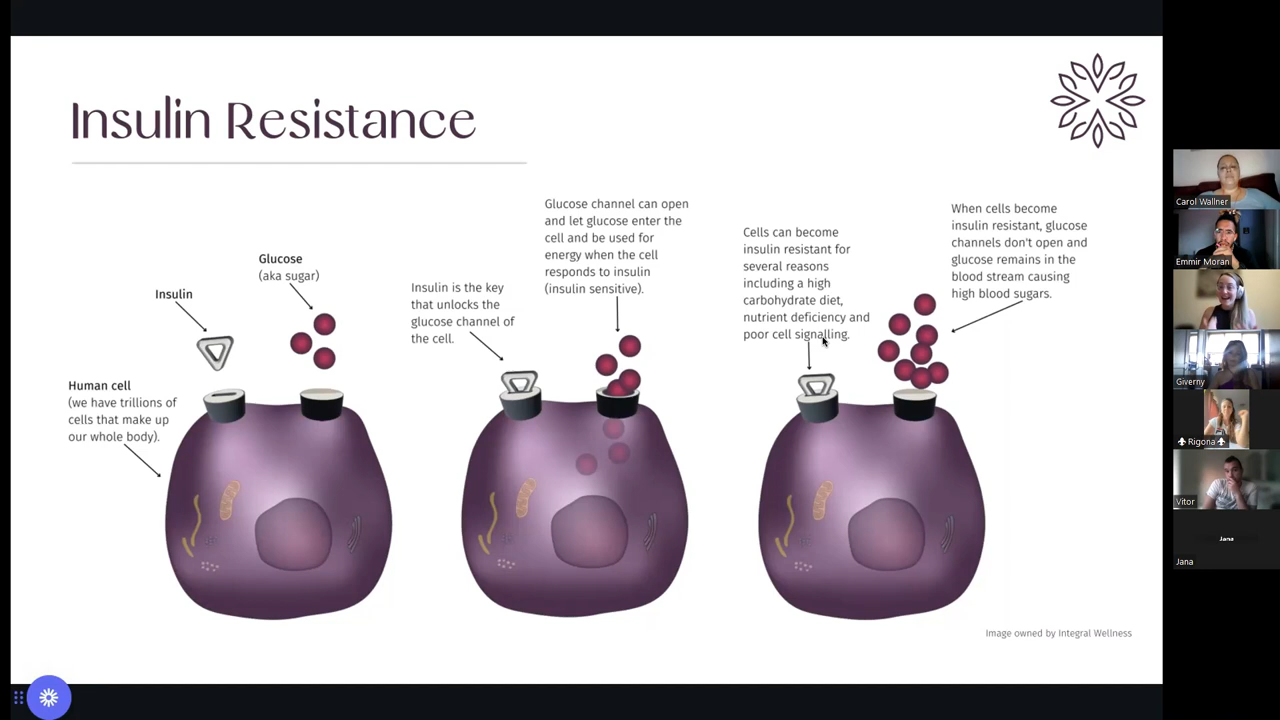 Insulin Resistance
Insulin
Glucose
(aka sugar)
Human cell
(we have trillions of
cells that make up
our whole body).
Insulin is the key
that unlocks the
glucose channel of
the cell.
Glucose channel can open
and let glucose enter the
cell and be used for
energy when the cell
responds to insulin
(insulin sensitive).
Cells can become
insulin resistant for
several reasons
including a high
carbohydrate diet,
nutrient deficiency and
poor cell signalling.
When cells become
insulin resistant, glucose
channels don't open and
glucose remains in the
blood stream causing
high blood sugars.
Image owned by Integral Wellness
Carol Wallner
Emmir Moran
Giverny
Rigona
Vitor
Jana
Jana